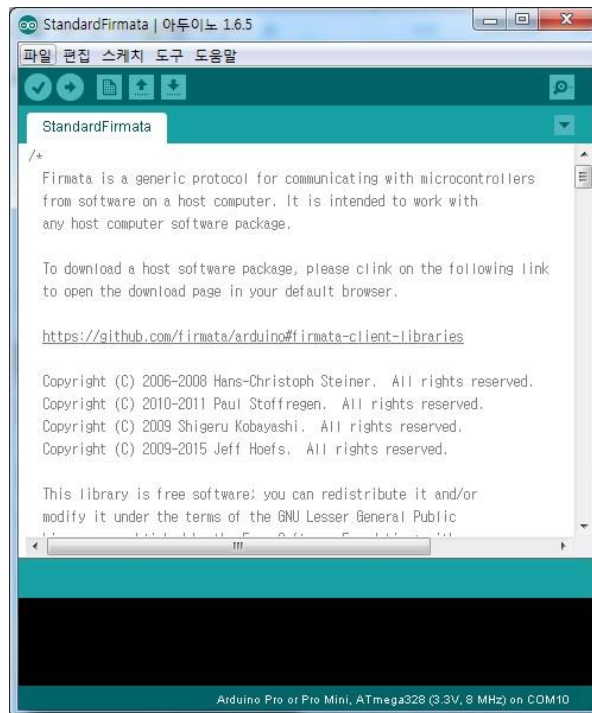 StandardFirmata | 아두이노 1.6.5
파일 편집 스케치 도구 도움말
StandardFirmata
/*
Firmata is a generic protocol for communicating with microcontrollers
from software on a host computer. It is intended to work with
any host computer software package.
To download a host software package, please clink on the following link
to open the download page in your default browser.
https://github.com/firmata/arduino#firmata-client-libraries
Copyright (C) 2006-2008 Hans-Christoph Steiner.  All rights reserved.
Copyright (C) 2010-2011 Paul Stoffregen.  All rights reserved.
Copyright (C) 2009 Shigeru Kobayashi.  All rights reserved.
Copyright (C) 2009-2015 Jeff Hoefs.  All rights reserved.
This library is free software; you can redistribute it and/or
modify it under the terms of the GNU Lesser General Public
Arduino Pro or Pro Mini, ATmega328 (3.3V, 8 MHz) on COM10